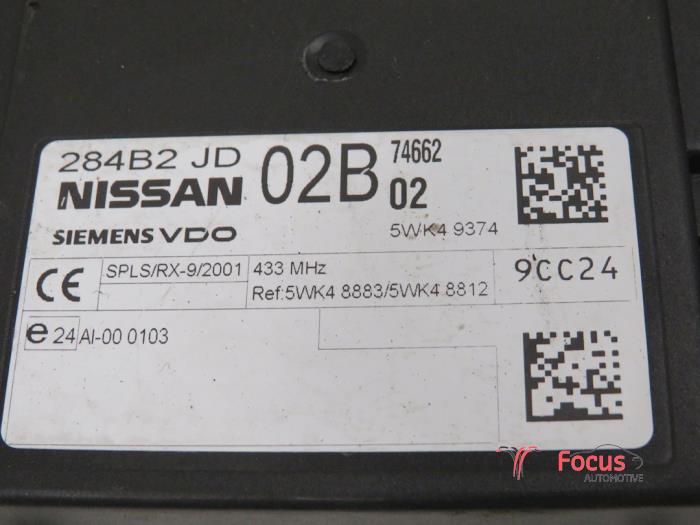 284B2 JD 02B 74662
NISSAN 02
SIEMENS VDO 5WK4 9374
CE SPLS/RX-9/2001 433 MHz 9CC24
Ref:5WK4 8883/5WK4 8812
e 24 AI-00 0103
Focus
AUTOMOTIVE